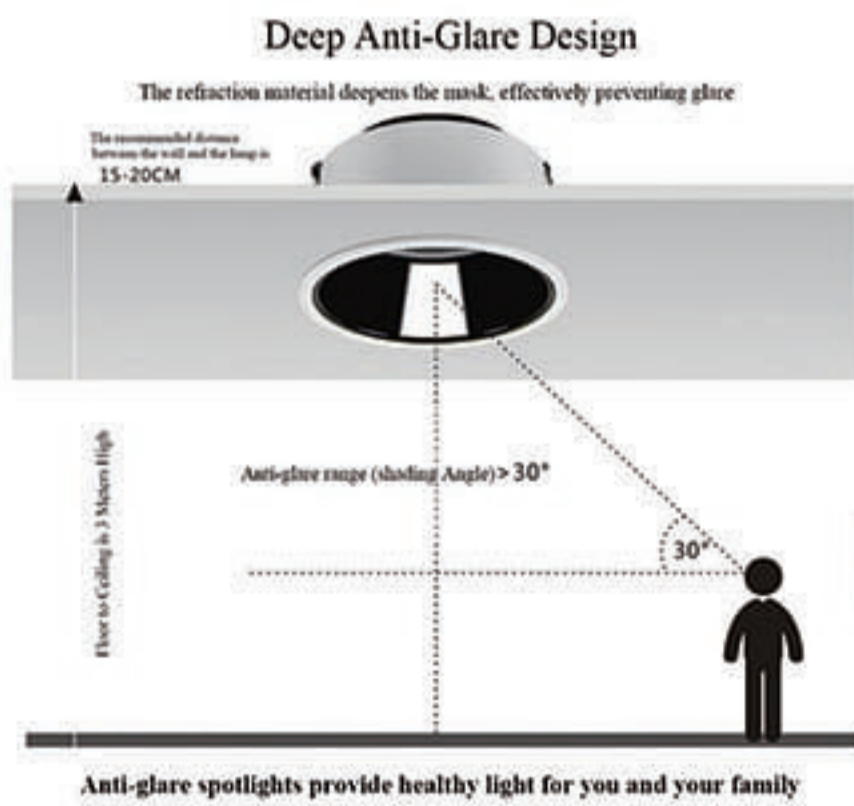 Deep Anti-Glare Design
The refraction material deepens the mask, effectively preventing glare
The recommended distance
between the wall and the lamp is
15-20CM
Floor to Ceiling is 3 Meters High
Anti-glare range (shading Angle)>30°
30°
Anti-glare spotlights provide healthy light for you and your family